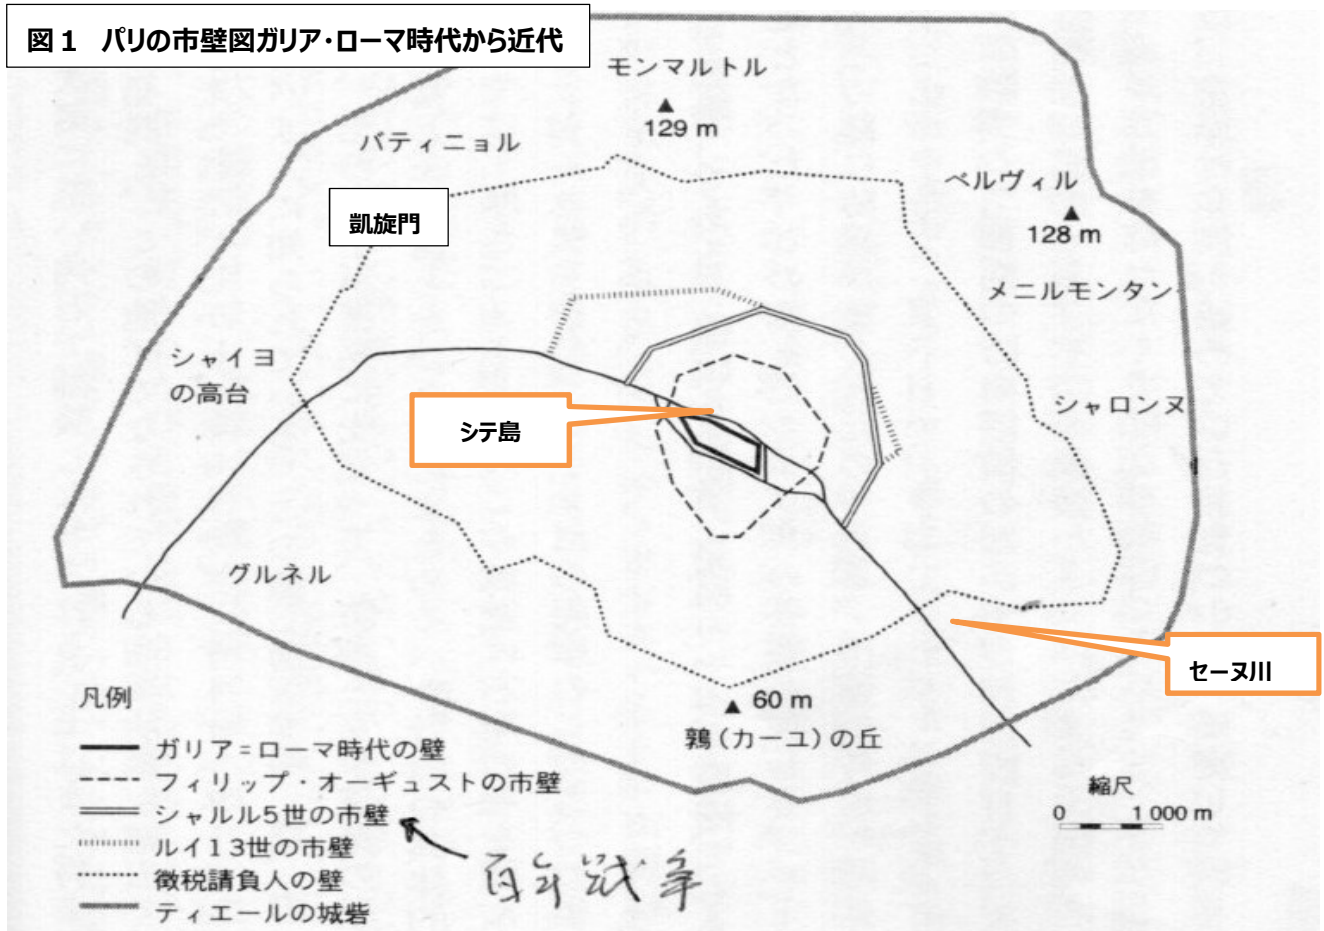 図1 パリの市壁図ガリア・ローマ時代から近代
モンマルトル
129 m
バティニョル
ベルヴィル
128 m
凱旋門
メニルモンタン
シャイヨ
の高台
シャロンヌ
シテ島
グルネル
セーヌ川
60 m
鶉(カーユ)の丘
凡例
ガリア=ローマ時代の壁
フィリップ・オーギュストの市壁
シャルル5世の市壁
ルイ13世の市壁
徴税請負人の壁
ティエールの城砦
百年戦争
縮尺
0 1 000 m